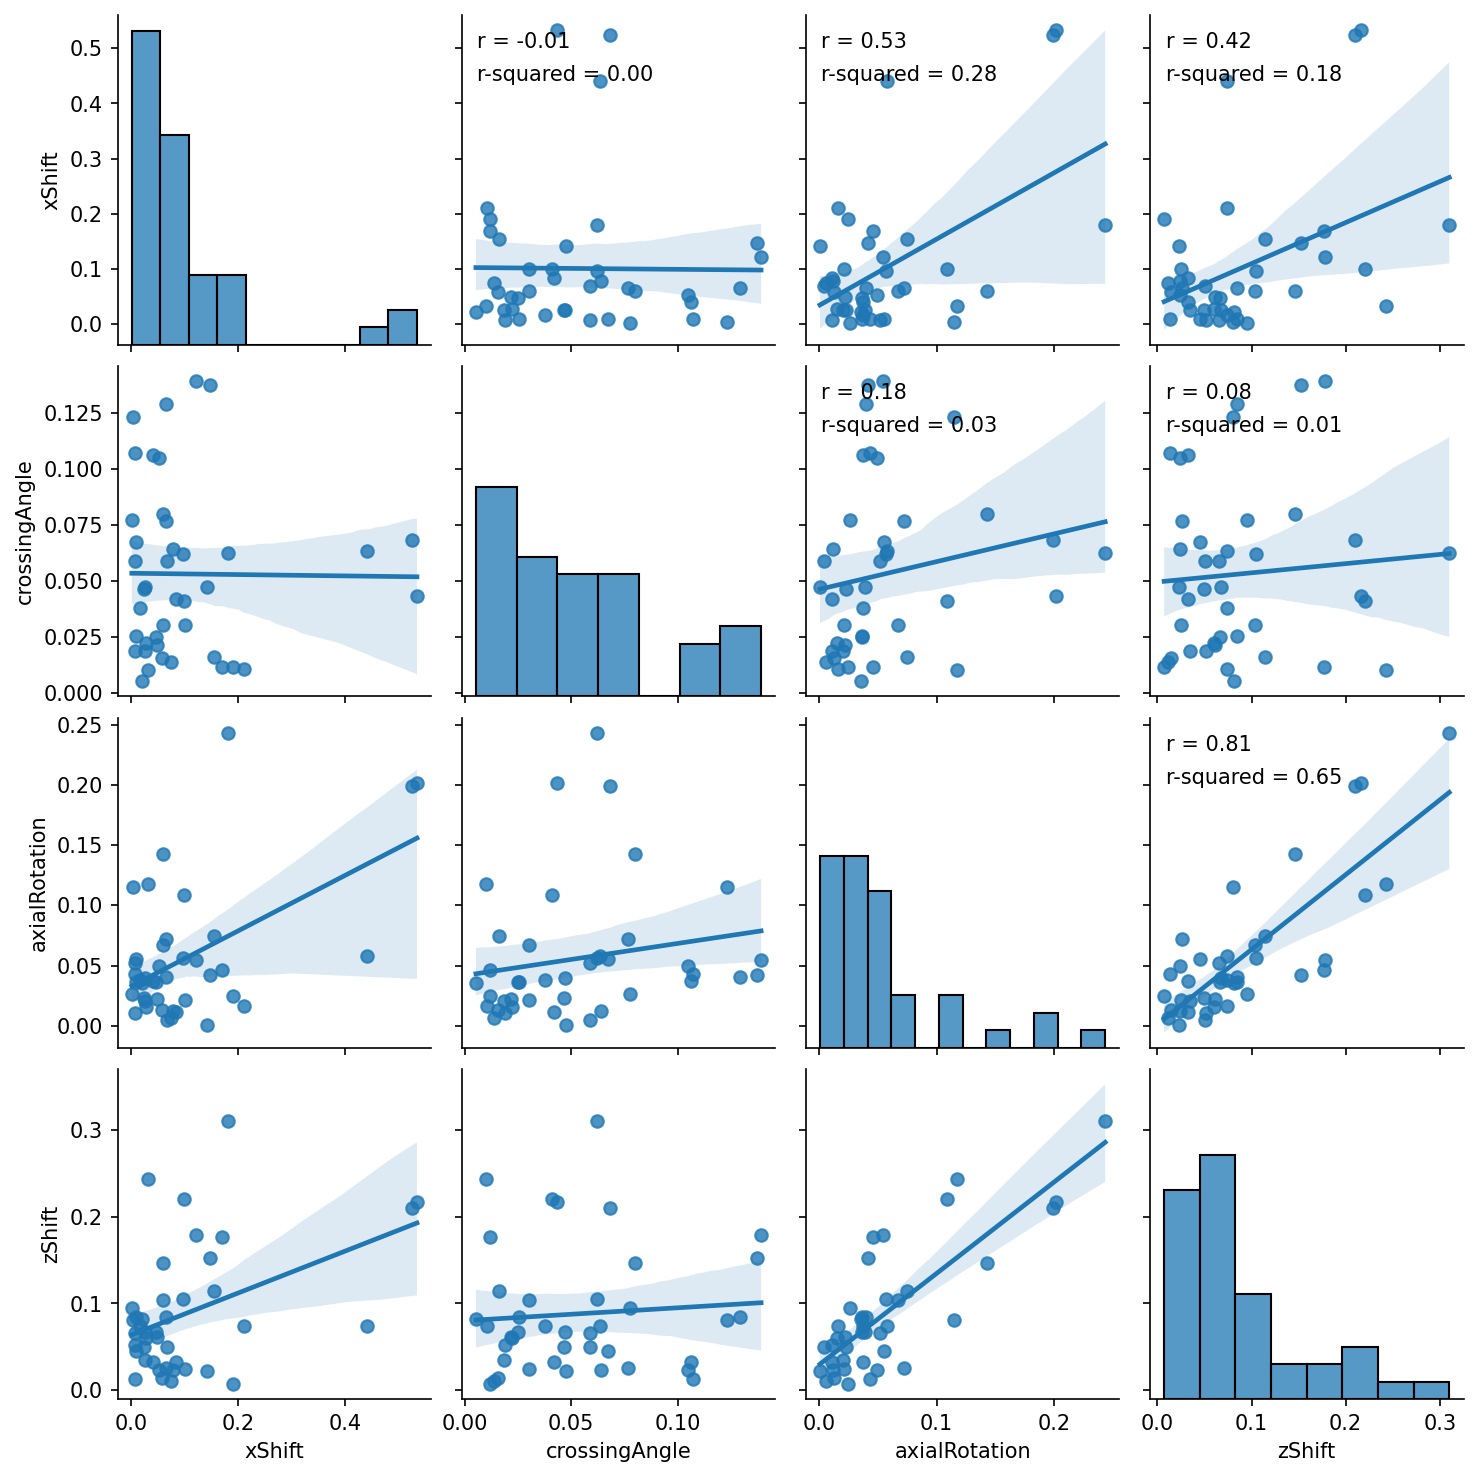 0.5
0.4
0.3
0.2
0.1
0.0
xShift
r = -0.01
r-squared = 0.00
r = 0.53
r-squared = 0.28
r = 0.42
r-squared = 0.18
0.125
0.100
0.075
0.050
0.025
0.000
crossingAngle
r = 0.18
r-squared = 0.03
r = 0.08
r-squared = 0.01
0.25
0.20
0.15
0.10
0.05
0.00
axialRotation
r = 0.81
r-squared = 0.65
0.3
0.2
0.1
0.0
zShift
0.0 0.2 0.4
xShift
0.00 0.05 0.10
crossingAngle
0.0 0.1 0.2
axialRotation
0.0 0.1 0.2 0.3
zShift